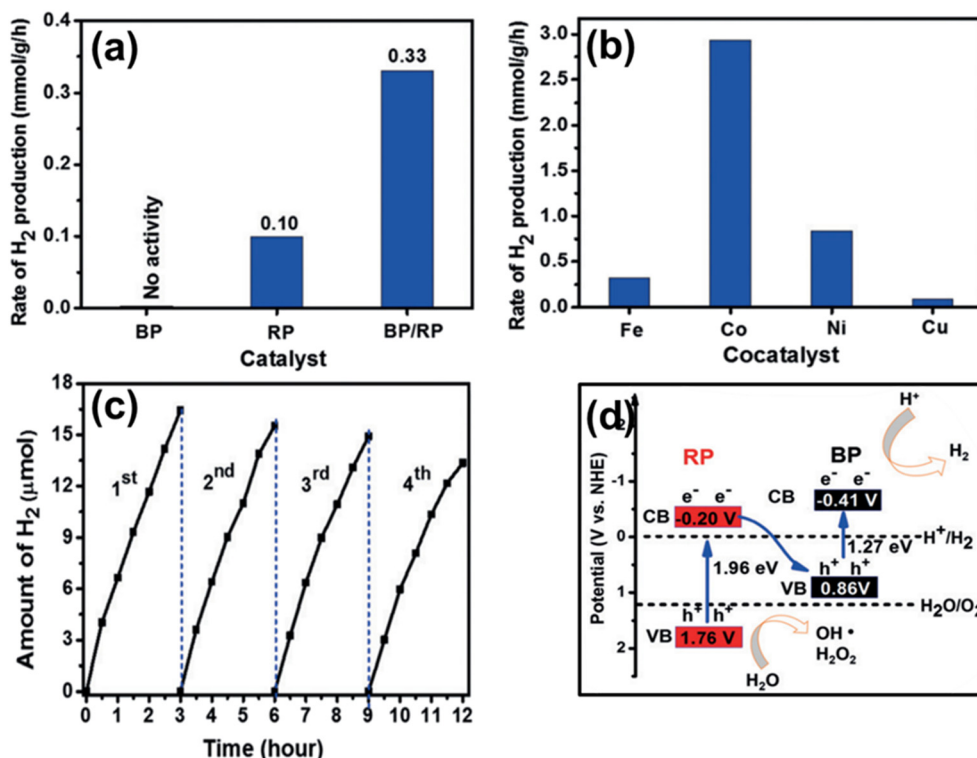 (a)
Rate of H2 production (mmol/g/h)
0.4
0.3
0.2
0.1
0.0
No activity
0.10
0.33
BP
RP
BP/RP
Catalyst
(b)
Rate of H2 production (mmol/g/h)
3.0
2.5
2.0
1.5
1.0
0.5
0.0
Fe
Co
Ni
Cu
Cocatalyst
(c)
Amount of H2 (μmol)
18
15
12
9
6
3
0
1st
2nd
3rd
4th
0 1 2 3 4 5 6 7 8 9 10 11 12
Time (hour)
(d)
Potential (V vs. NHE)
-1
0
1
2
RP
BP
H+
H2
e- e-
CB
-0.20 V
e- e-
CB
-0.41 V
H+/H2
1.96 eV
1.27 eV
h+ h+
VB
0.86V
H2O/O2
h+ h+
VB
1.76 V
H2O
OH •
H2O2